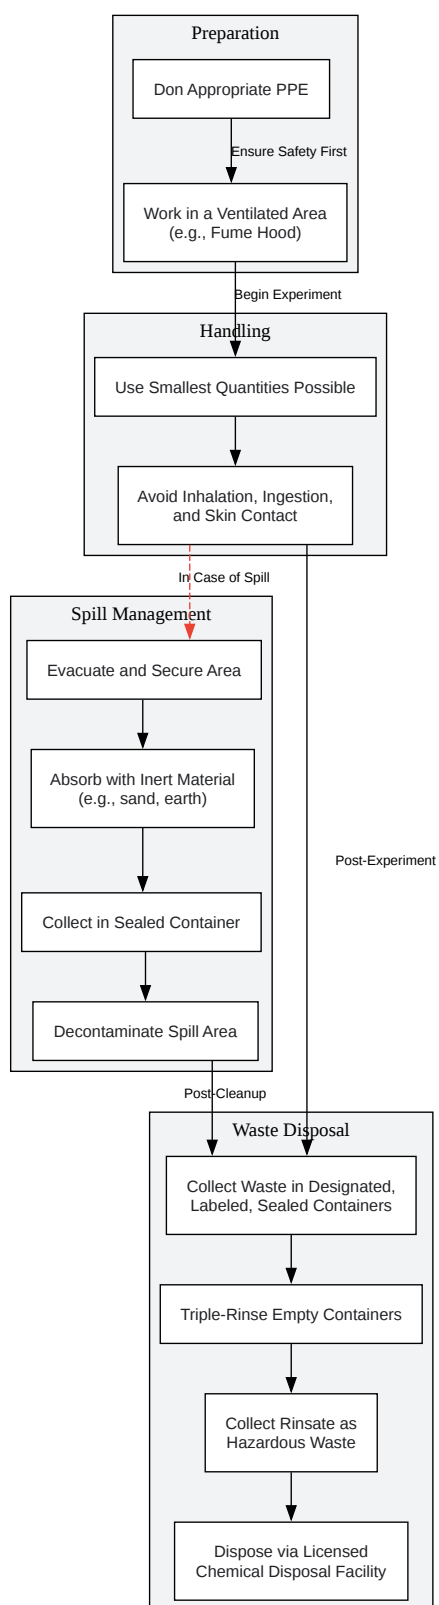 Preparation
Don Appropriate PPE
Ensure Safety First
Work in a Ventilated Area
(e.g., Fume Hood)
Begin Experiment
Handling
Use Smallest Quantities Possible
Avoid Inhalation, Ingestion,
and Skin Contact
In Case of Spill
Spill Management
Evacuate and Secure Area
Absorb with Inert Material
(e.g., sand, earth)
Post-Experiment
Collect in Sealed Container
Decontaminate Spill Area
Post-Cleanup
Waste Disposal
Collect Waste in Designated,
Labeled, Sealed Containers
Triple-Rinse Empty Containers
Collect Rinsate as
Hazardous Waste
Dispose via Licensed
Chemical Disposal Facility